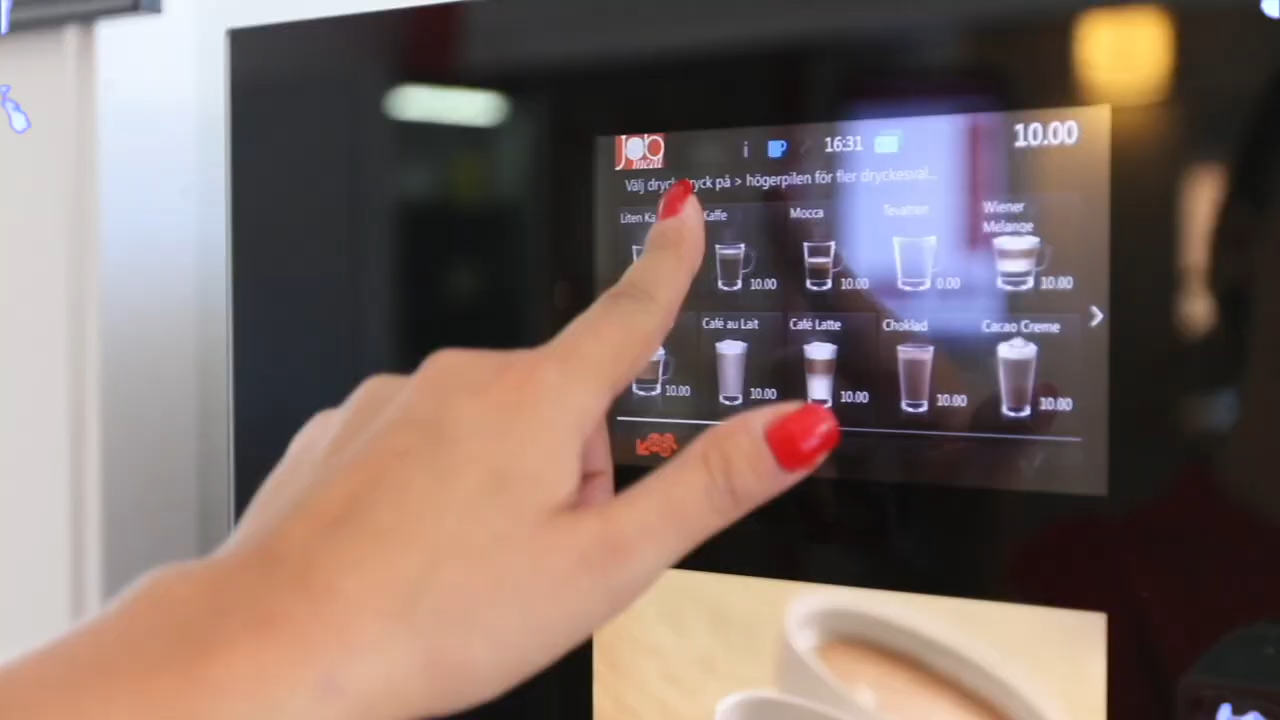 Job
meal
i
16:31
10.00
Välj dryck tryck på > högerpilen för fler dryckesval...
Liten
Kaffe
Mocca
Tevatten
Wiener
Melange
10.00
10.00
0.00
10.00
Café au Lait
Café Latte
Choklad
Cacao Creme
10.00
10.00
10.00
10.00
10.00